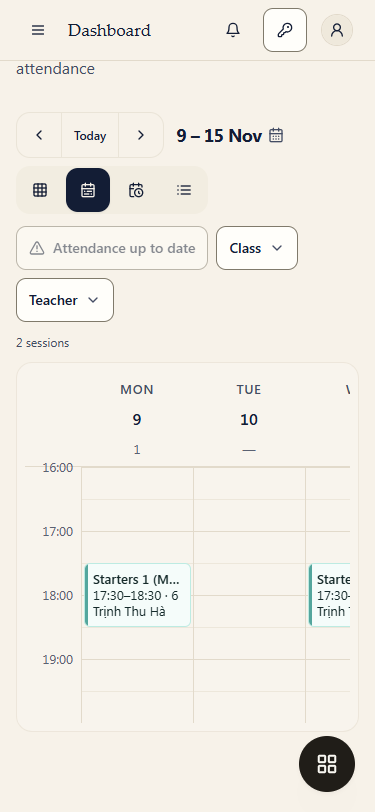 Dashboard
attendance
Today
9 – 15 Nov
Attendance up to date
Class
Teacher
2 sessions
MON
TUE
9
10
1
—
16:00
17:00
Starters 1 (M...
17:30–18:30 · 6
Trịnh Thu Hà
Starte
17:30-
Trịnh
18:00
19:00